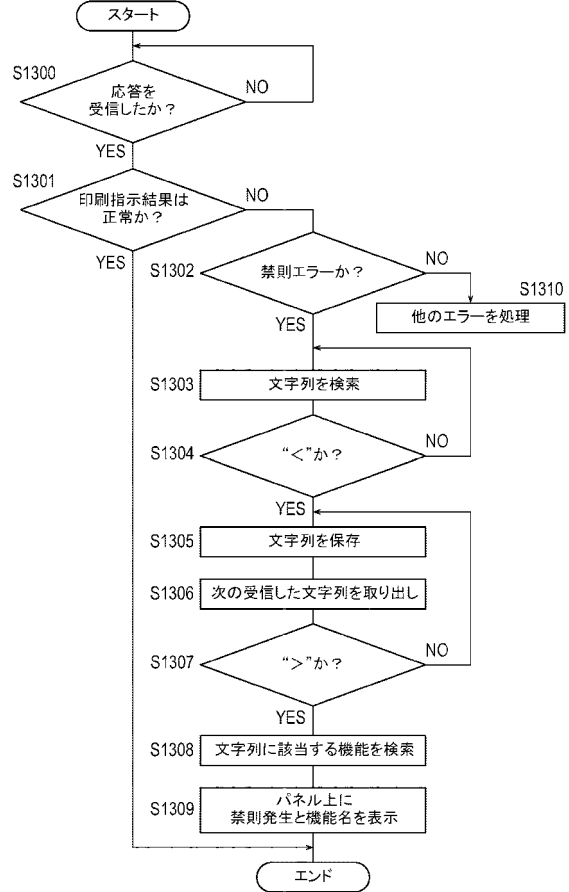 スタート
S1300
応答を
受信したか？
NO
YES
S1301
印刷指示結果は
正常か？
NO
YES
S1302
禁則エラーか？
NO
YES
S1310
他のエラーを処理
S1303
文字列を検索
S1304
“＜”か？
NO
YES
S1305
文字列を保存
S1306
次の受信した文字列を取り出し
S1307
“＞”か？
NO
YES
S1308
文字列に該当する機能を検索
S1309
パネル上に
禁則発生と機能名を表示
エンド